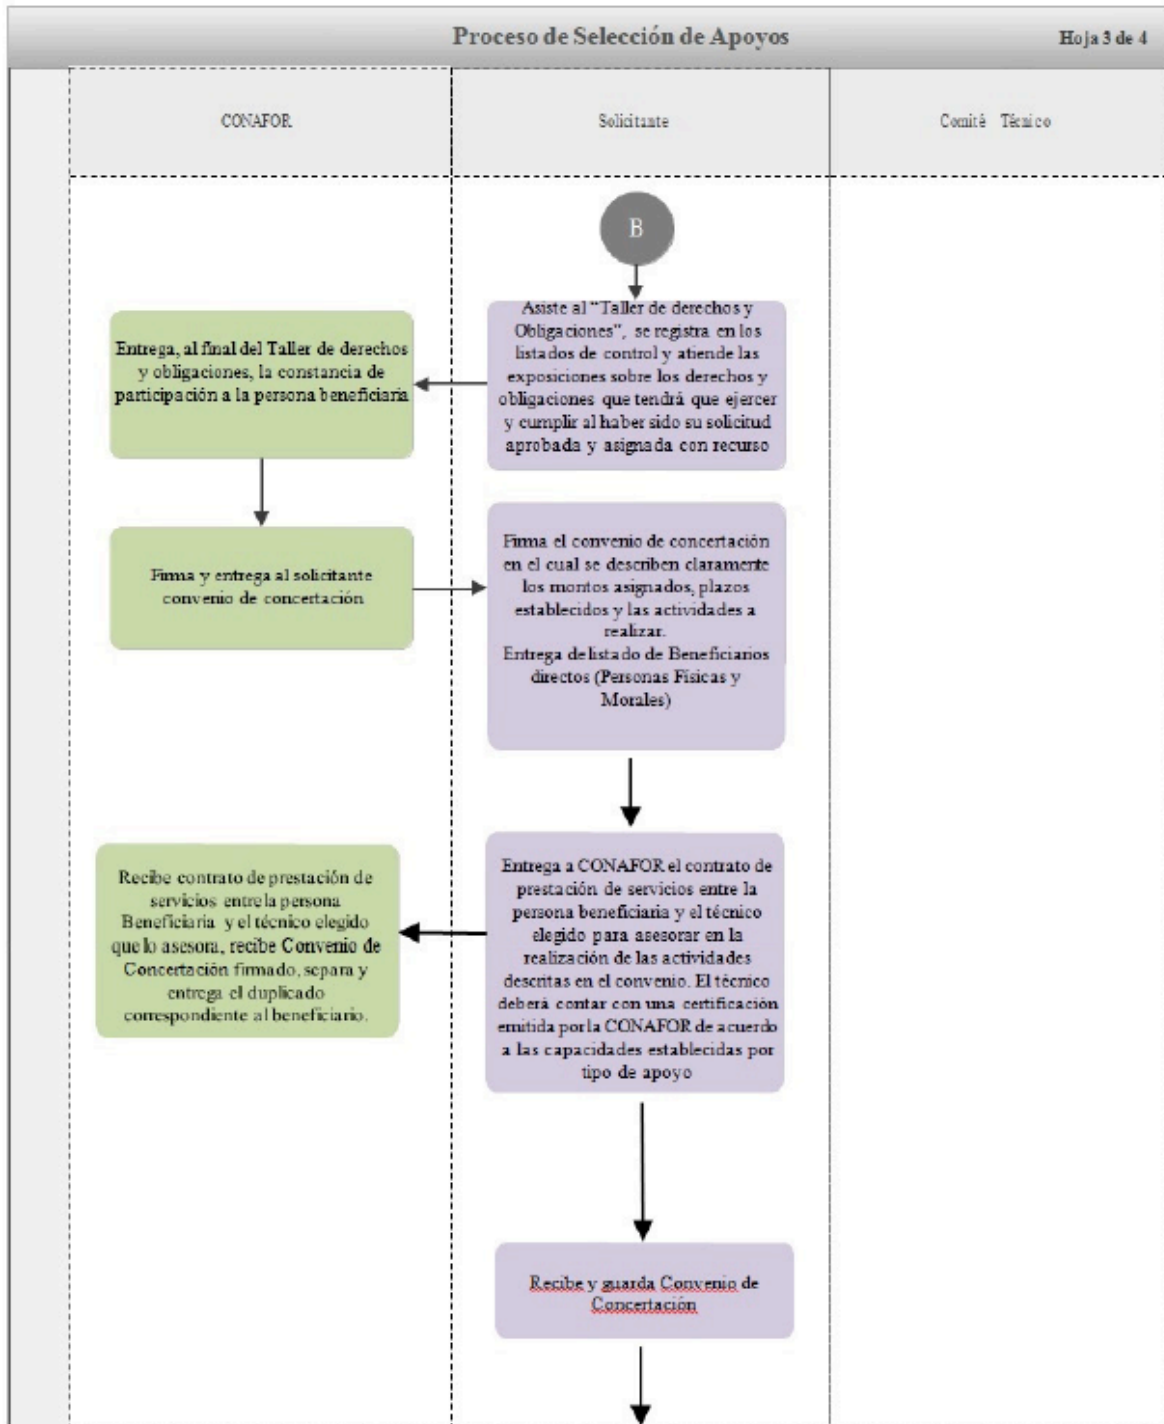 Proceso de Selección de Apoyos
Hoja 3 de 4
CONAFOR
Solicitante
Comité Técnico
B
Asiste al “Taller de derechos y
Obligaciones”, se registra en los
listados de control y atiende las
exposiciones sobre los derechos y
obligaciones que tendrá que ejercer
y cumplir al haber sido su solicitud
aprobada y asignada con recurso
Entrega, al final del Taller de derechos
y obligaciones, la constancia de
participación a la persona beneficiaria
Firma y entrega al solicitante
convenio de concertación
Firma el convenio de concertación
en el cual se describen claramente
los montos asignados, plazos
establecidos y las actividades a
realizar.
Entrega de listado de Beneficiarios
directos (Personas Físicas y
Morales)
Entrega a CONAFOR el contrato de
prestación de servicios entre la
persona beneficiaria y el técnico
elegido para asesorar en la
realización de las actividades
descritas en el convenio. El técnico
deberá contar con una certificación
emitida por la CONAFOR de acuerdo
a las capacidades establecidas por
tipo de apoyo
Recibe contrato de prestación de
servicios entre la persona
Beneficiaria y el técnico elegido
que lo asesora, recibe Convenio de
Concertación firmado, separa y
entrega el duplicado
correspondiente al beneficiario.
Recibe y guarda Convenio de
Concertación